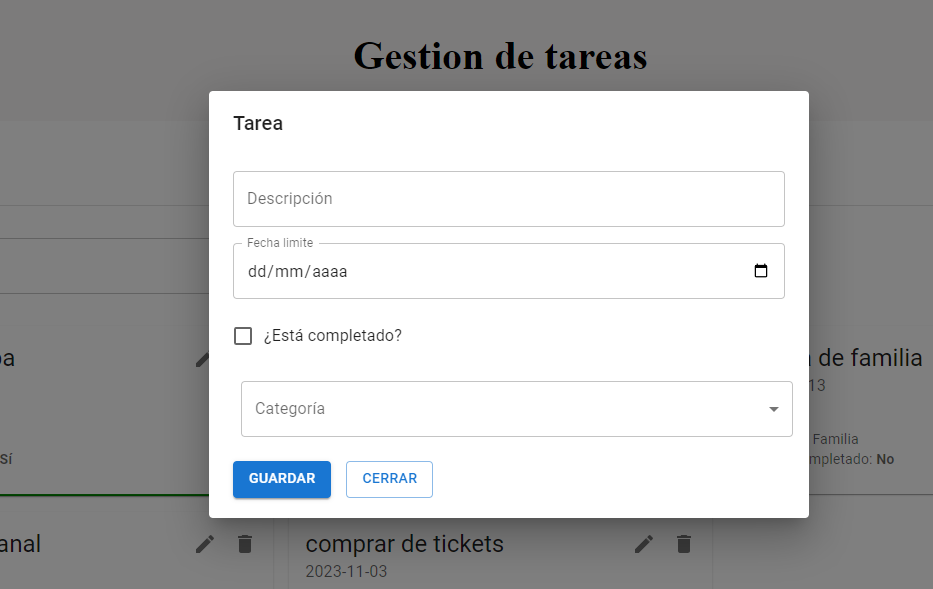 Gestion de tareas
Tarea
Descripción
Fecha limite
dd/mm/aaaa
¿Está completado?
Categoría
GUARDAR
CERRAR
de familia
13
Familia
Sí
mpletado: No
anal
comprar de tickets
2023-11-03